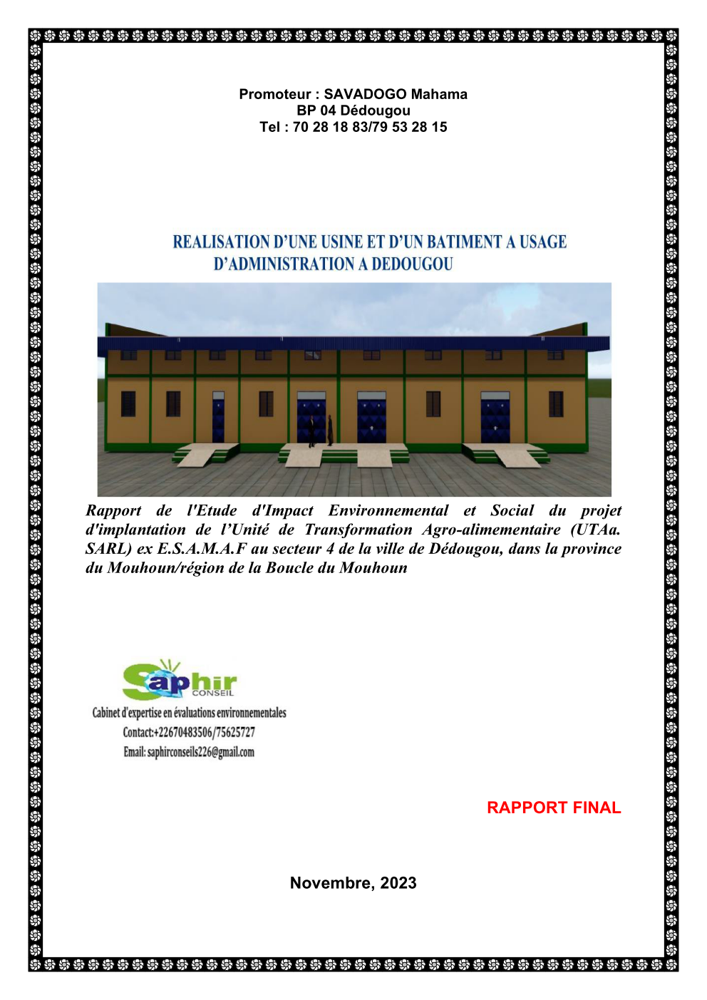 Promoteur : SAVADOGO Mahama
BP 04 Dédougou
Tel : 70 28 18 83/79 53 28 15
REALISATION D’UNE USINE ET D’UN BATIMENT A USAGE
D’ADMINISTRATION A DEDOUGOU
Rapport de l'Etude d'Impact Environnemental et Social du projet
d'implantation de l’Unité de Transformation Agro-alimementaire (UTAa.
SARL) ex E.S.A.M.A.F au secteur 4 de la ville de Dédougou, dans la province
du Mouhoun/région de la Boucle du Mouhoun
Saphir
CONSEIL
Cabinet d'expertise en évaluations environnementales
Contact:+22670483506/75625727
Email: saphirconseils226@gmail.com
RAPPORT FINAL
Novembre, 2023